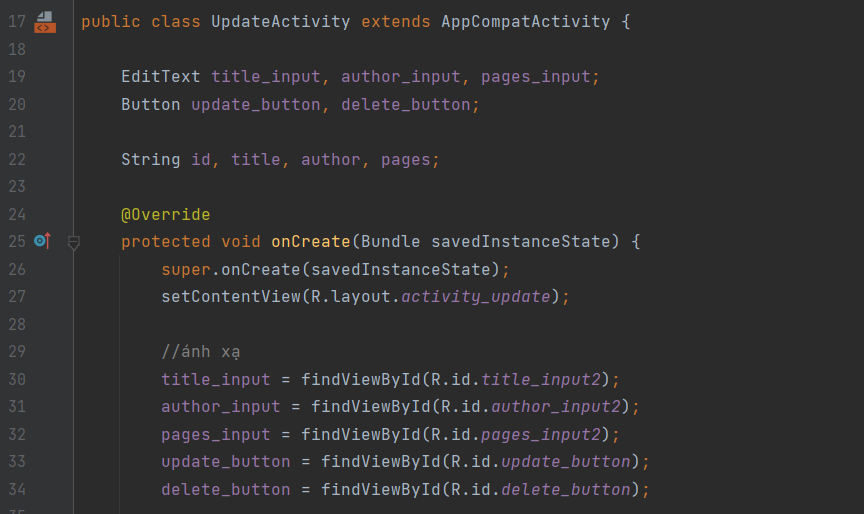 17 public class UpdateActivity extends AppCompatActivity {
18
19 EditText title_input, author_input, pages_input;
20 Button update_button, delete_button;
21
22 String id, title, author, pages;
23
24 @Override
25 protected void onCreate(Bundle savedInstanceState) {
26 super.onCreate(savedInstanceState);
27 setContentView(R.layout.activity_update);
28
29 //ánh xạ
30 title_input = findViewById(R.id.title_input2);
31 author_input = findViewById(R.id.author_input2);
32 pages_input = findViewById(R.id.pages_input2);
33 update_button = findViewById(R.id.update_button);
34 delete_button = findViewById(R.id.delete_button);